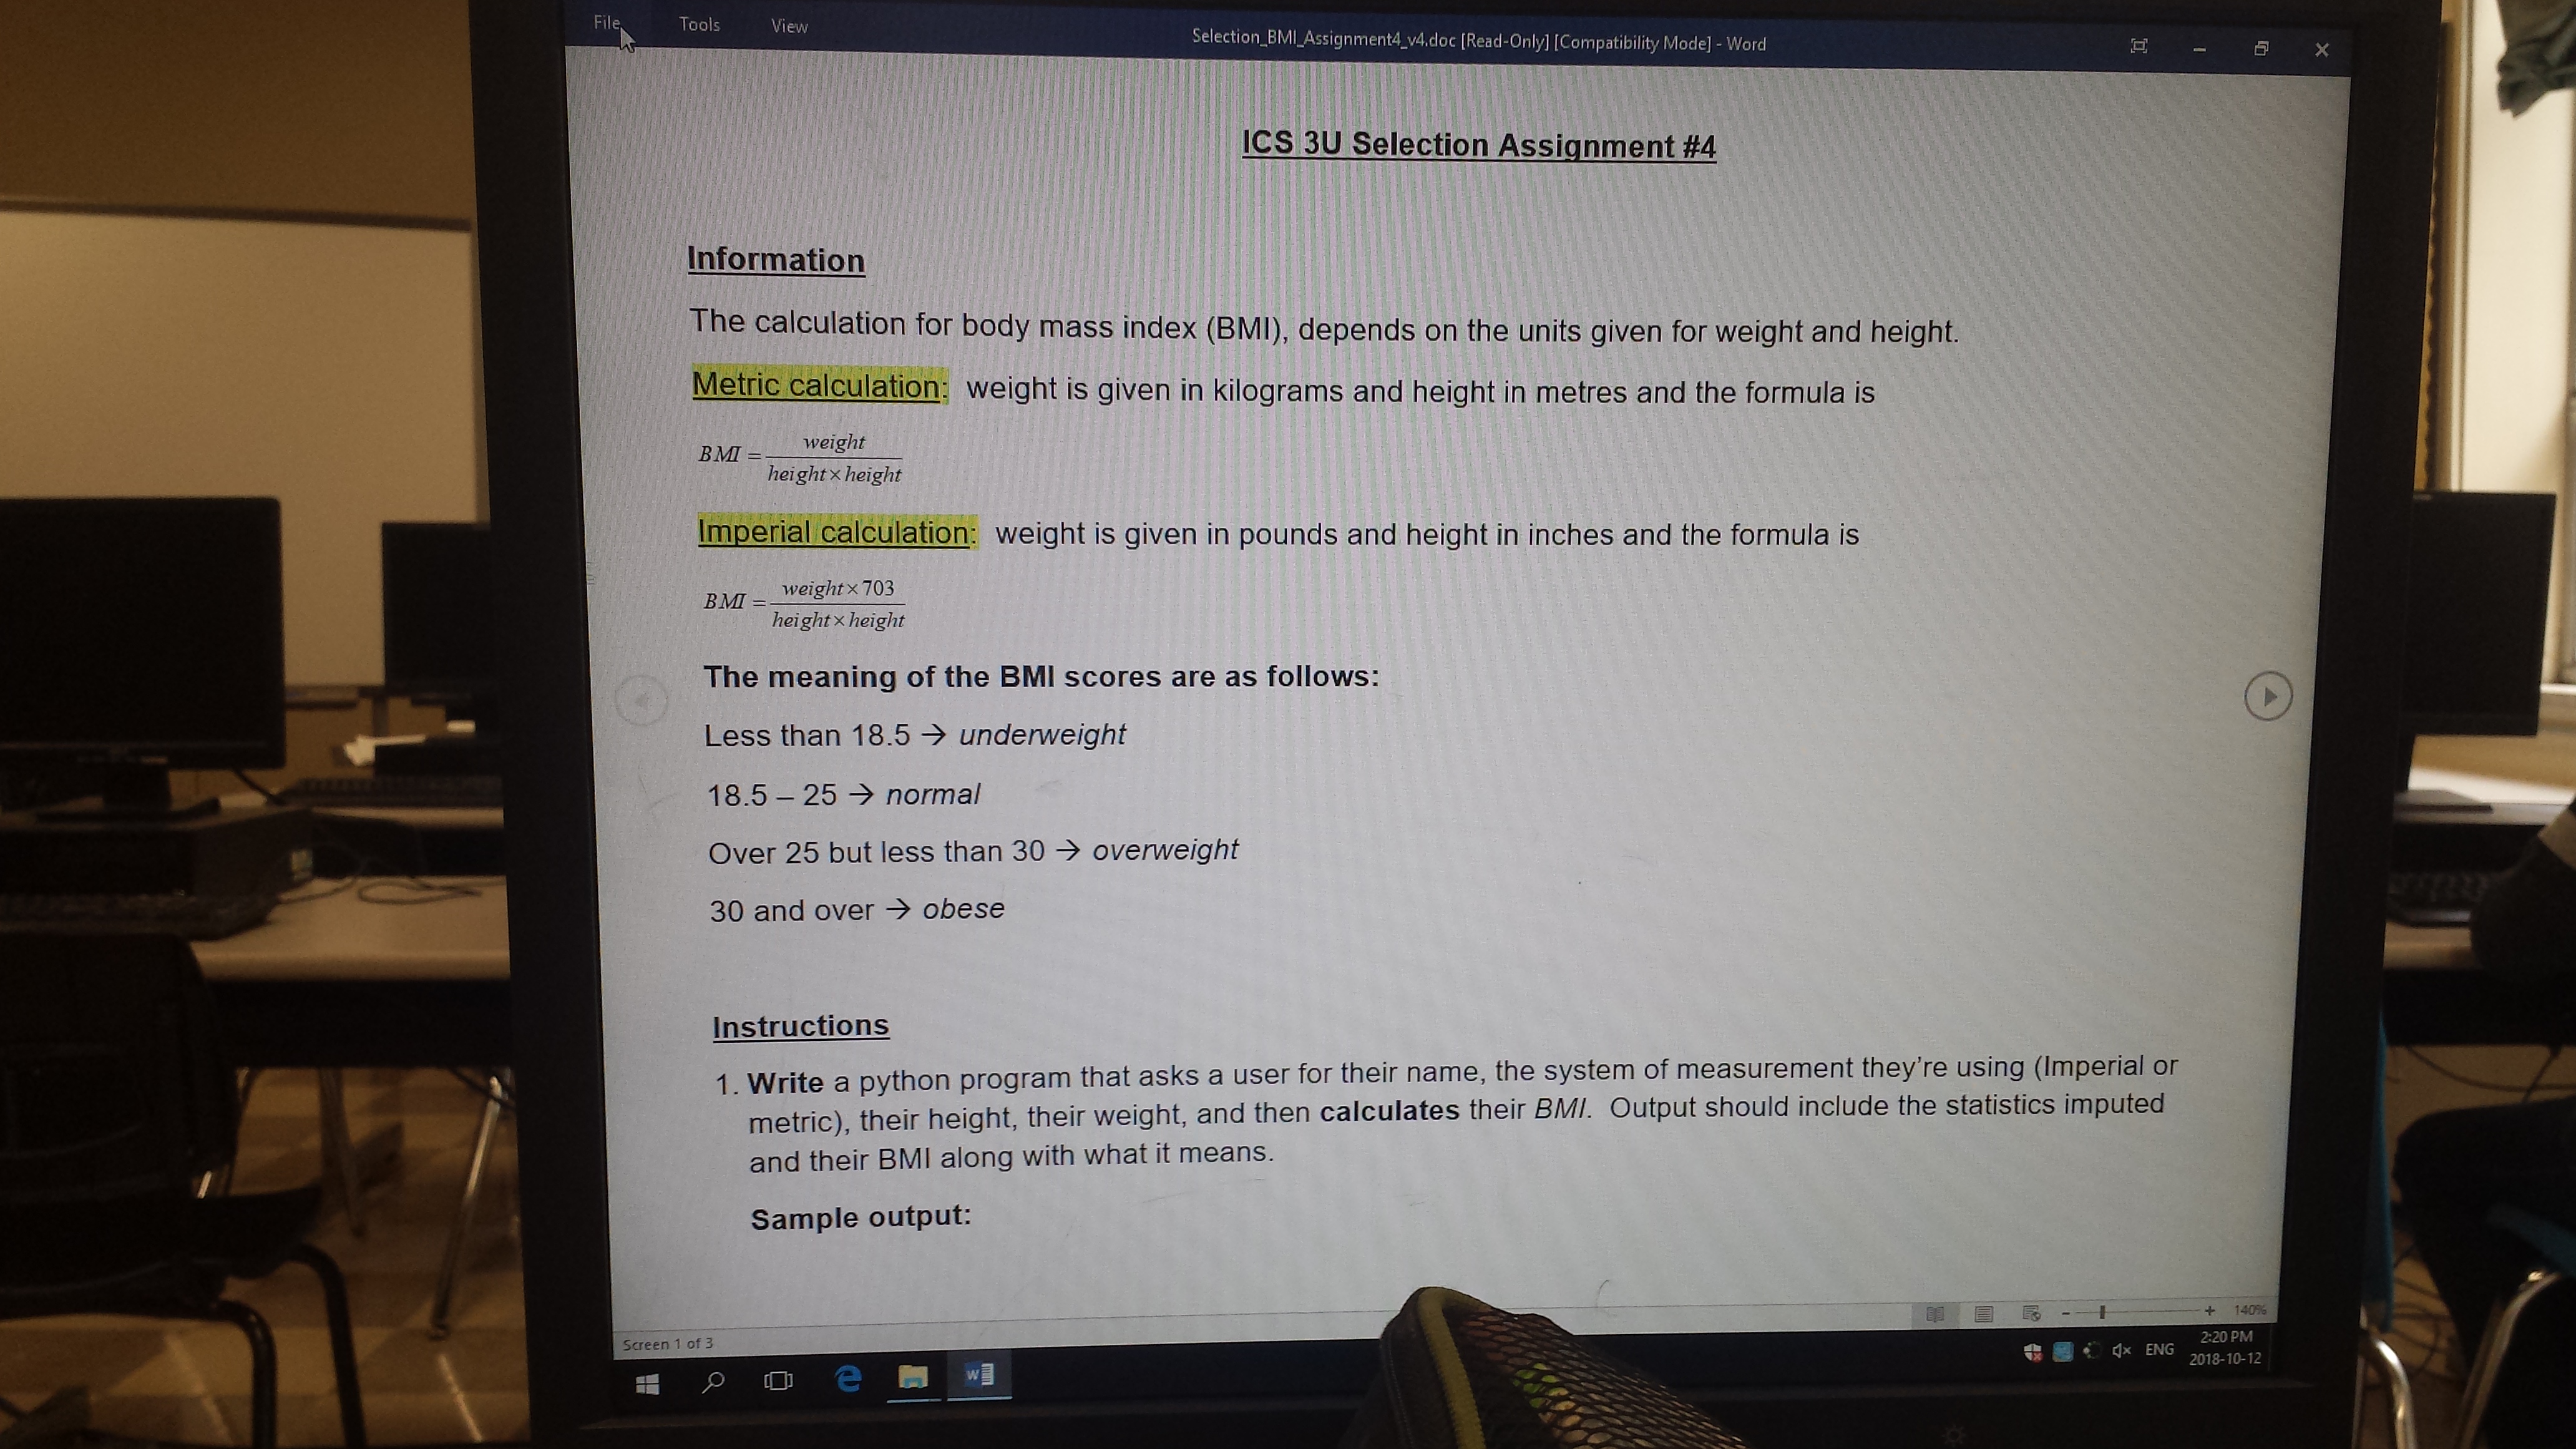 File Tools View Selection_BMI_Assignment4_v4.doc [Read-Only] [Compatibility Mode] - Word
ICS 3U Selection Assignment #4
Information
The calculation for body mass index (BMI), depends on the units given for weight and height.
Metric calculation: weight is given in kilograms and height in metres and the formula is
BMI = weight
height × height
Imperial calculation: weight is given in pounds and height in inches and the formula is
BMI = weight × 703
height × height
The meaning of the BMI scores are as follows:
Less than 18.5 → underweight
18.5 – 25 → normal
Over 25 but less than 30 → overweight
30 and over → obese
Instructions
1. Write a python program that asks a user for their name, the system of measurement they're using (Imperial or
metric), their height, their weight, and then calculates their BMI. Output should include the statistics imputed
and their BMI along with what it means.
Sample output:
Screen 1 of 3 - + 140%
ENG 2:20 PM
2018-10-12